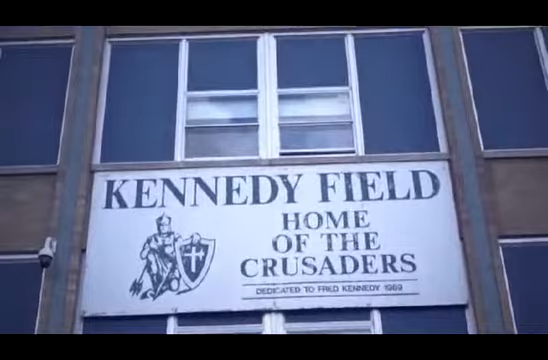 KENNEDY FIELD
HOME
OF THE
CRUSADERS
DEDICATED TO FRED KENNEDY 1989